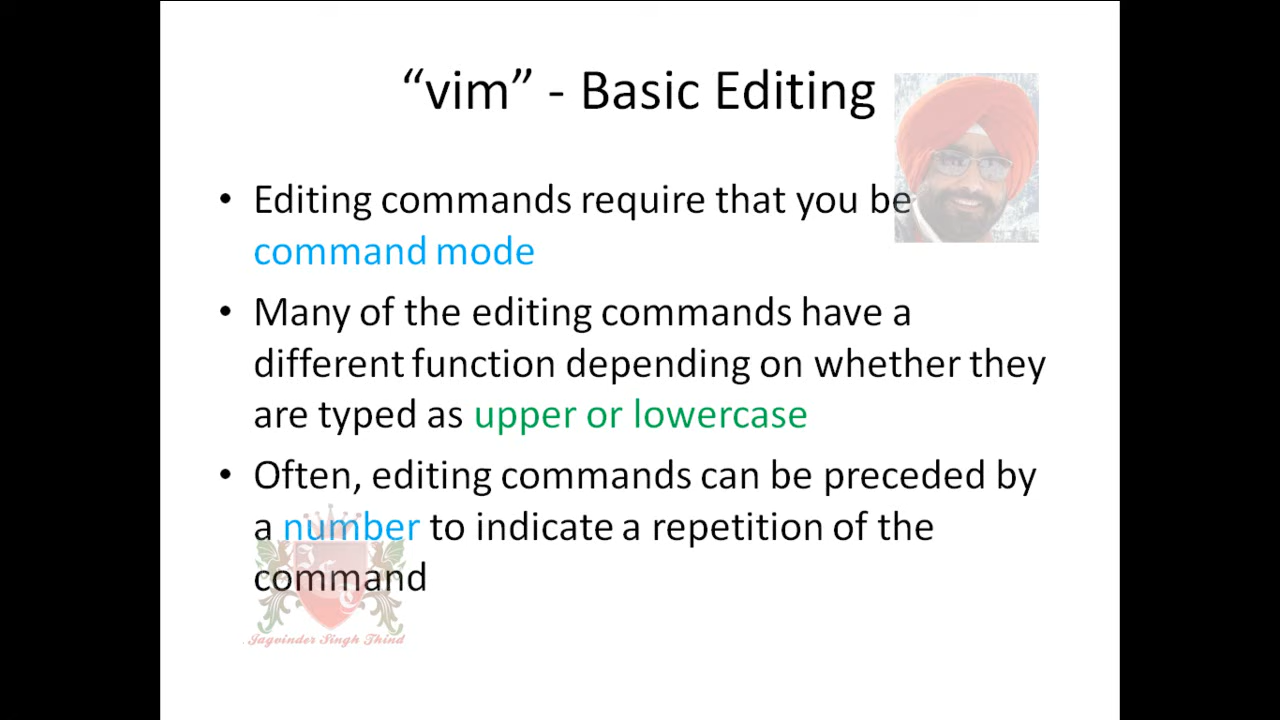 “vim” - Basic Editing
• Editing commands require that you be
command mode
• Many of the editing commands have a
different function depending on whether they
are typed as upper or lowercase
• Often, editing commands can be preceded by
a number to indicate a repetition of the
command
Jagvinder Singh Thind